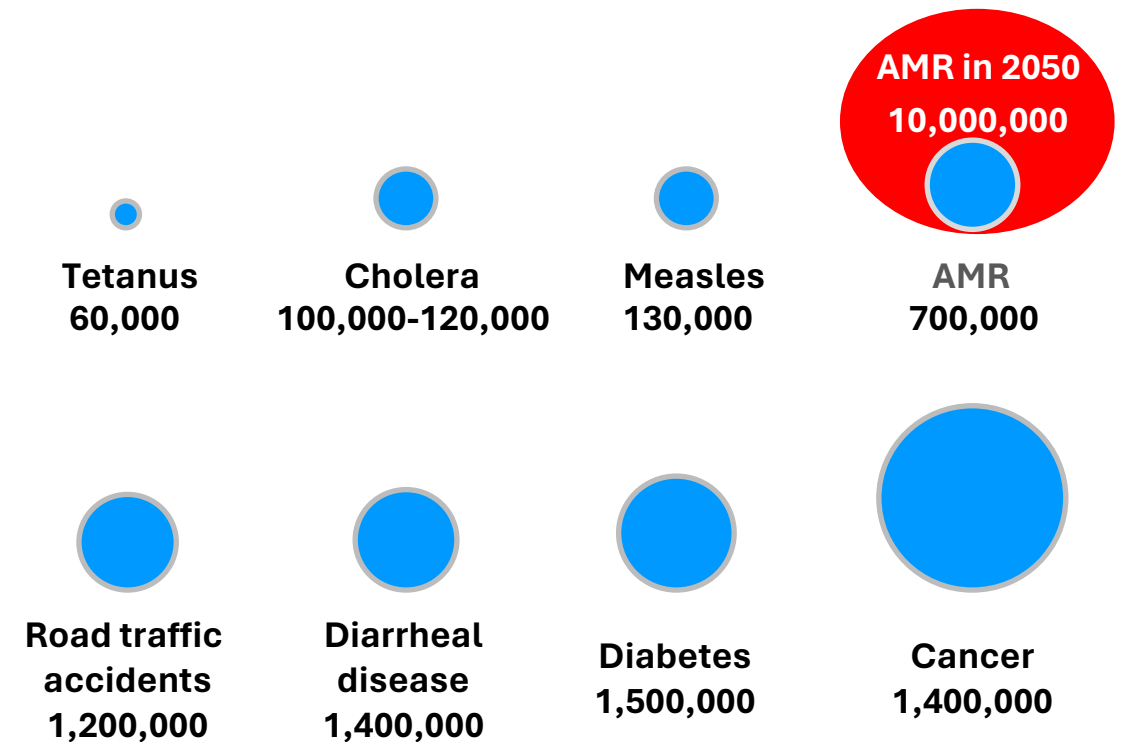 AMR in 2050
10,000,000
Tetanus
60,000
Cholera
100,000-120,000
Measles
130,000
AMR
700,000
Road traffic
accidents
1,200,000
Diarrheal
disease
1,400,000
Diabetes
1,500,000
Cancer
1,400,000